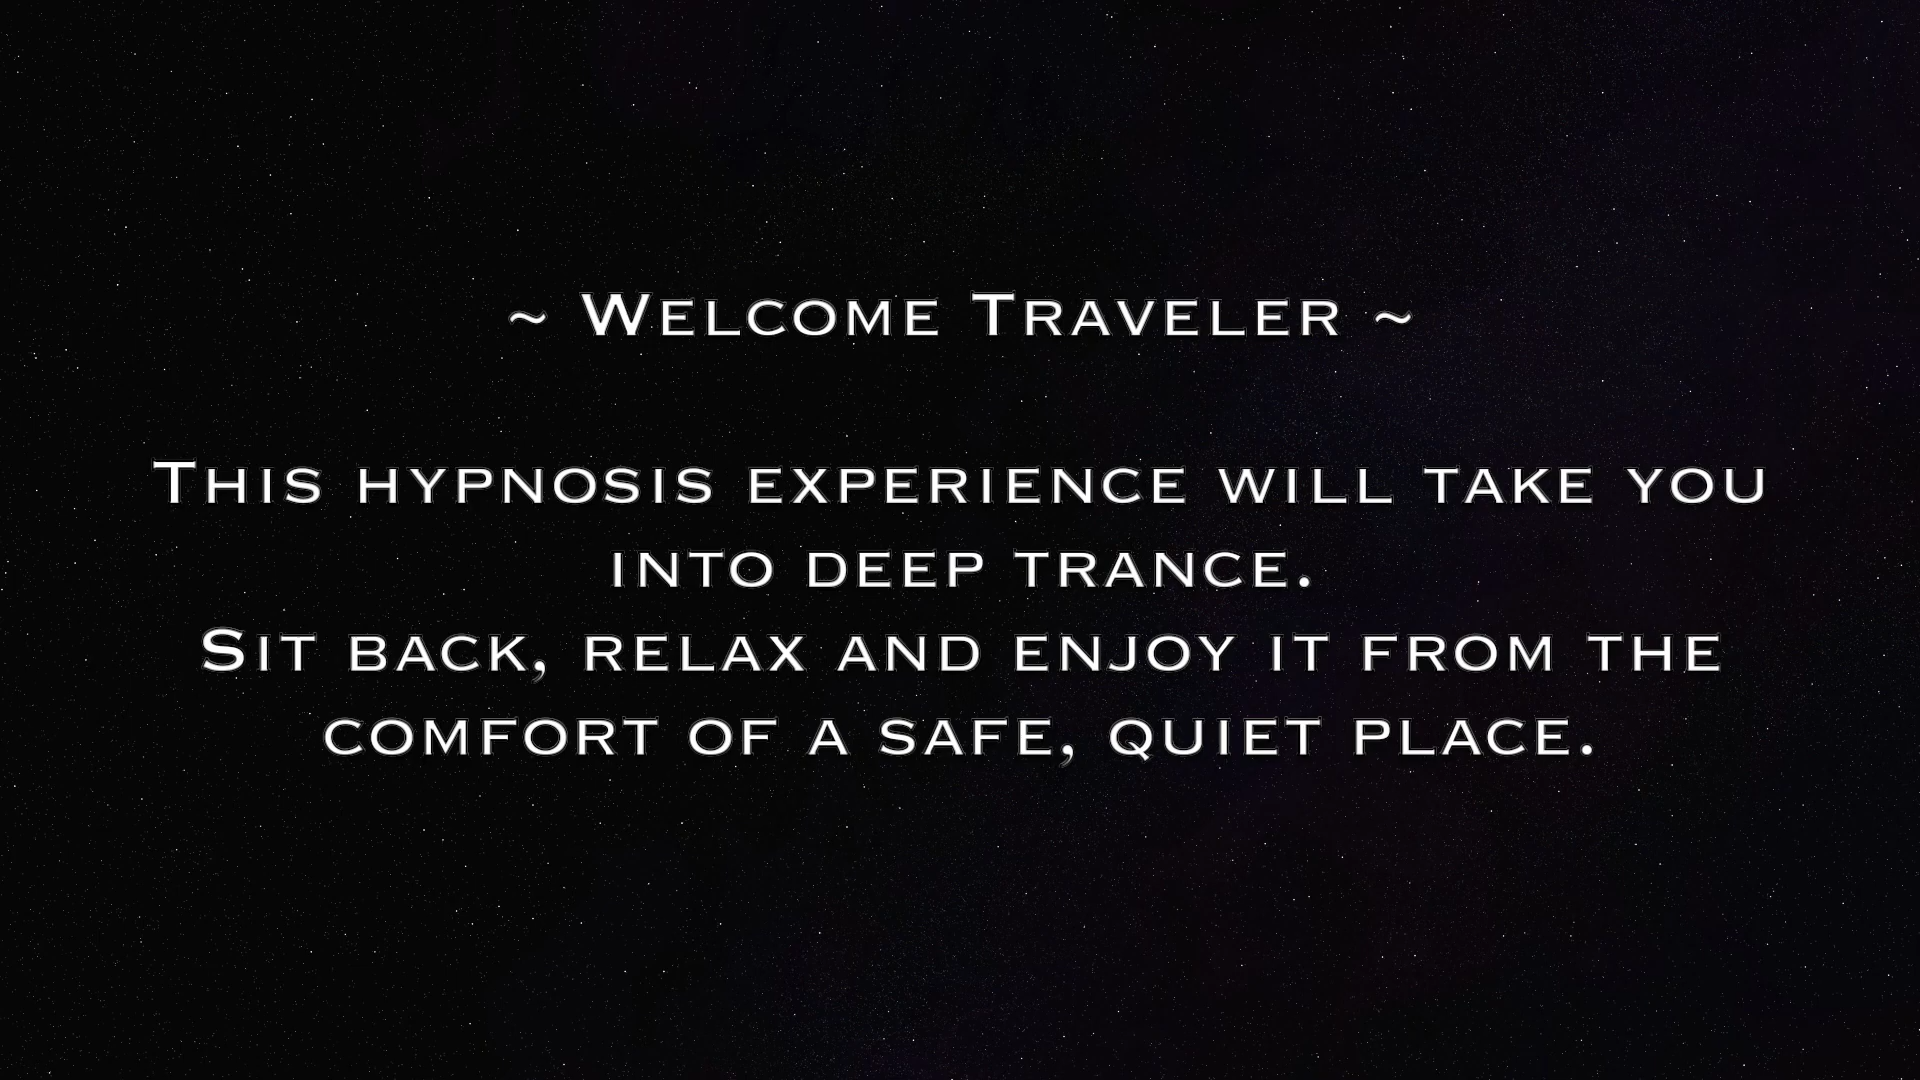 ~ Welcome Traveler ~
This hypnosis experience will take you
into deep trance.
Sit back, relax and enjoy it from the
comfort of a safe, quiet place.